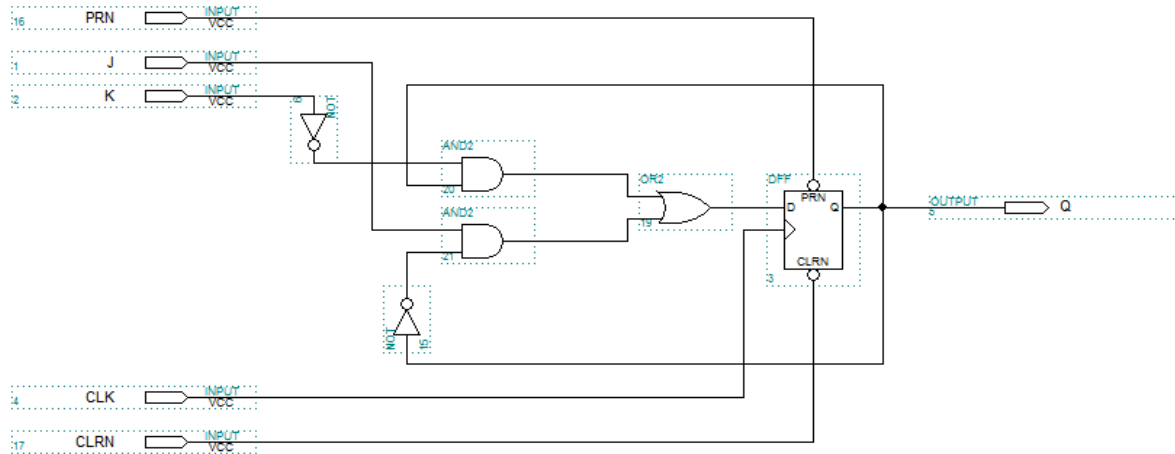 PRN INPUT
16 VCC
J INPUT
1 VCC
K INPUT
2 VCC
6 NOT
AND2
20
OR2
19
DFF
PRN
D Q
CLRN
3
OUTPUT Q
5
AND2
21
NOT 15
CLK INPUT
4 VCC
CLRN INPUT
17 VCC